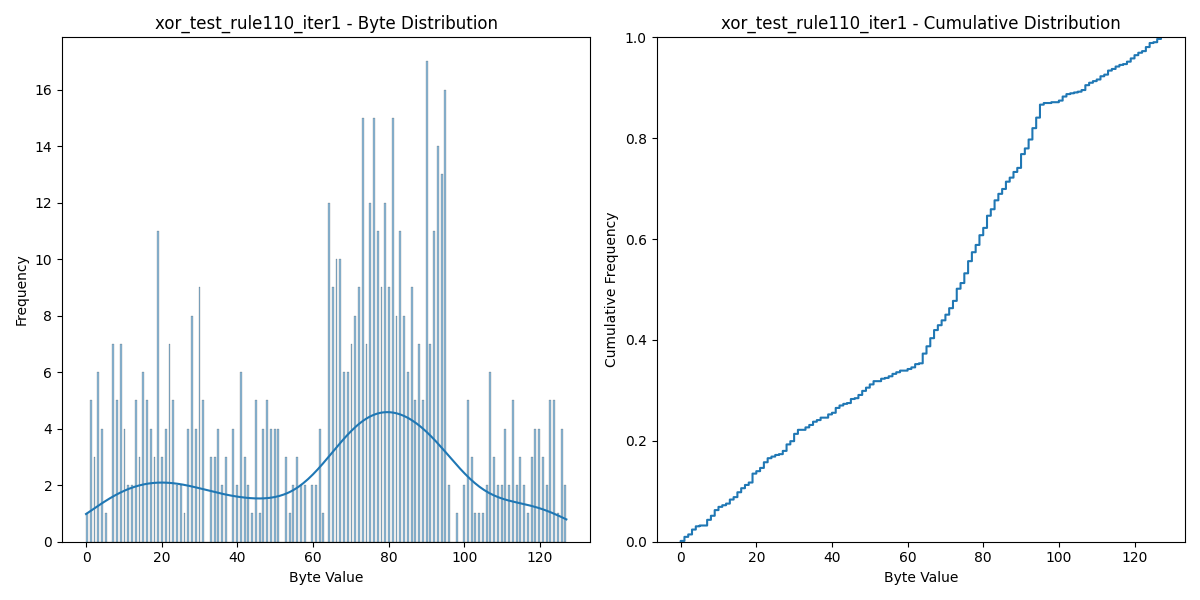 xor_test_rule110_iter1 - Byte Distribution
16
14
12
10
8
6
4
2
0
Frequency
0 20 40 60 80 100 120
Byte Value
xor_test_rule110_iter1 - Cumulative Distribution
1.0
0.8
0.6
0.4
0.2
0.0
Cumulative Frequency
0 20 40 60 80 100 120
Byte Value